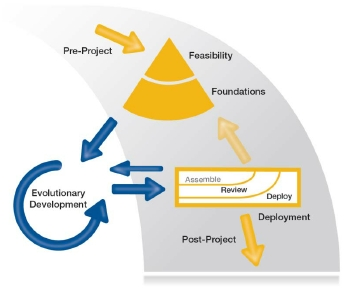 Pre-Project
Feasibility
Foundations
Assemble
Review
Deploy
Evolutionary
Development
Deployment
Post-Project